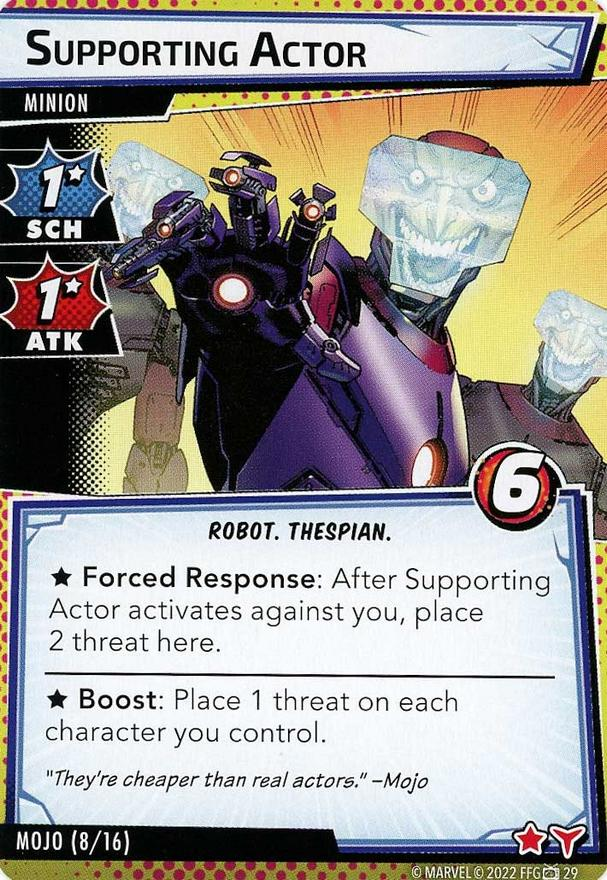 SUPPORTING ACTOR
MINION
1★
SCH
1★
ATK
6
ROBOT. THESPIAN.
★ Forced Response: After Supporting
Actor activates against you, place
2 threat here.
★ Boost: Place 1 threat on each
character you control.
"They're cheaper than real actors." –Mojo
MOJO (8/16)
© MARVEL © 2022 FFG 29